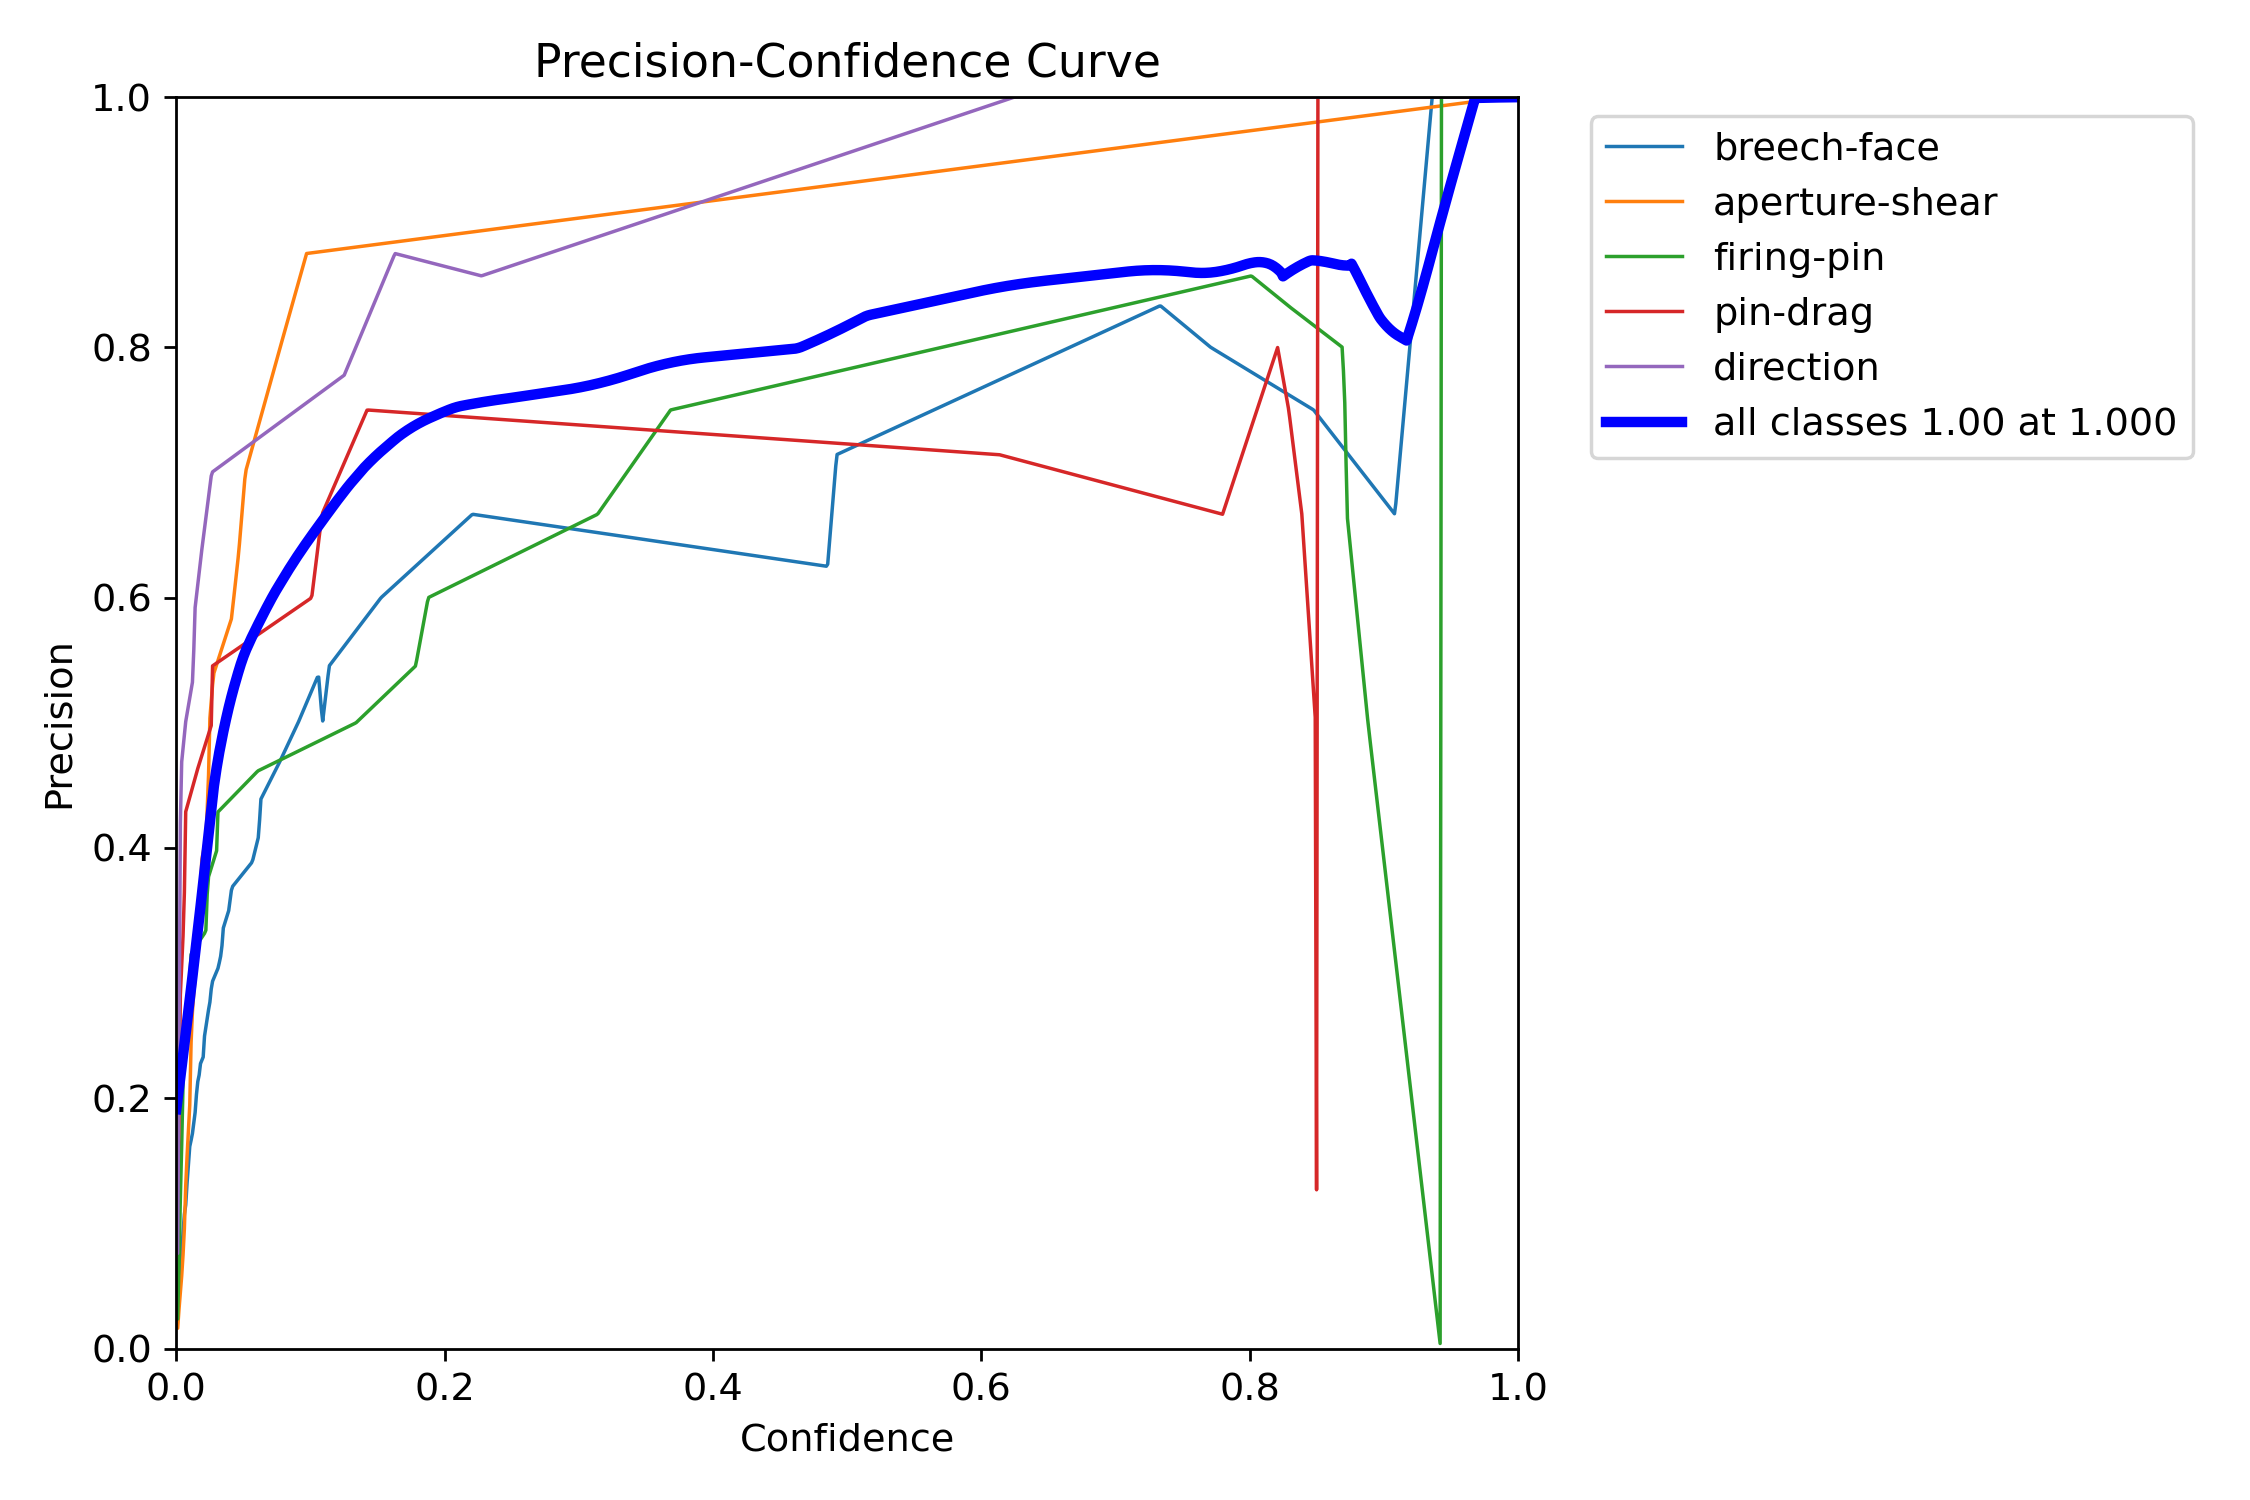 Precision-Confidence Curve
1.0
0.8
0.6
0.4
0.2
0.0
Precision
0.0 0.2 0.4 0.6 0.8 1.0
Confidence
breech-face
aperture-shear
firing-pin
pin-drag
direction
all classes 1.00 at 1.000